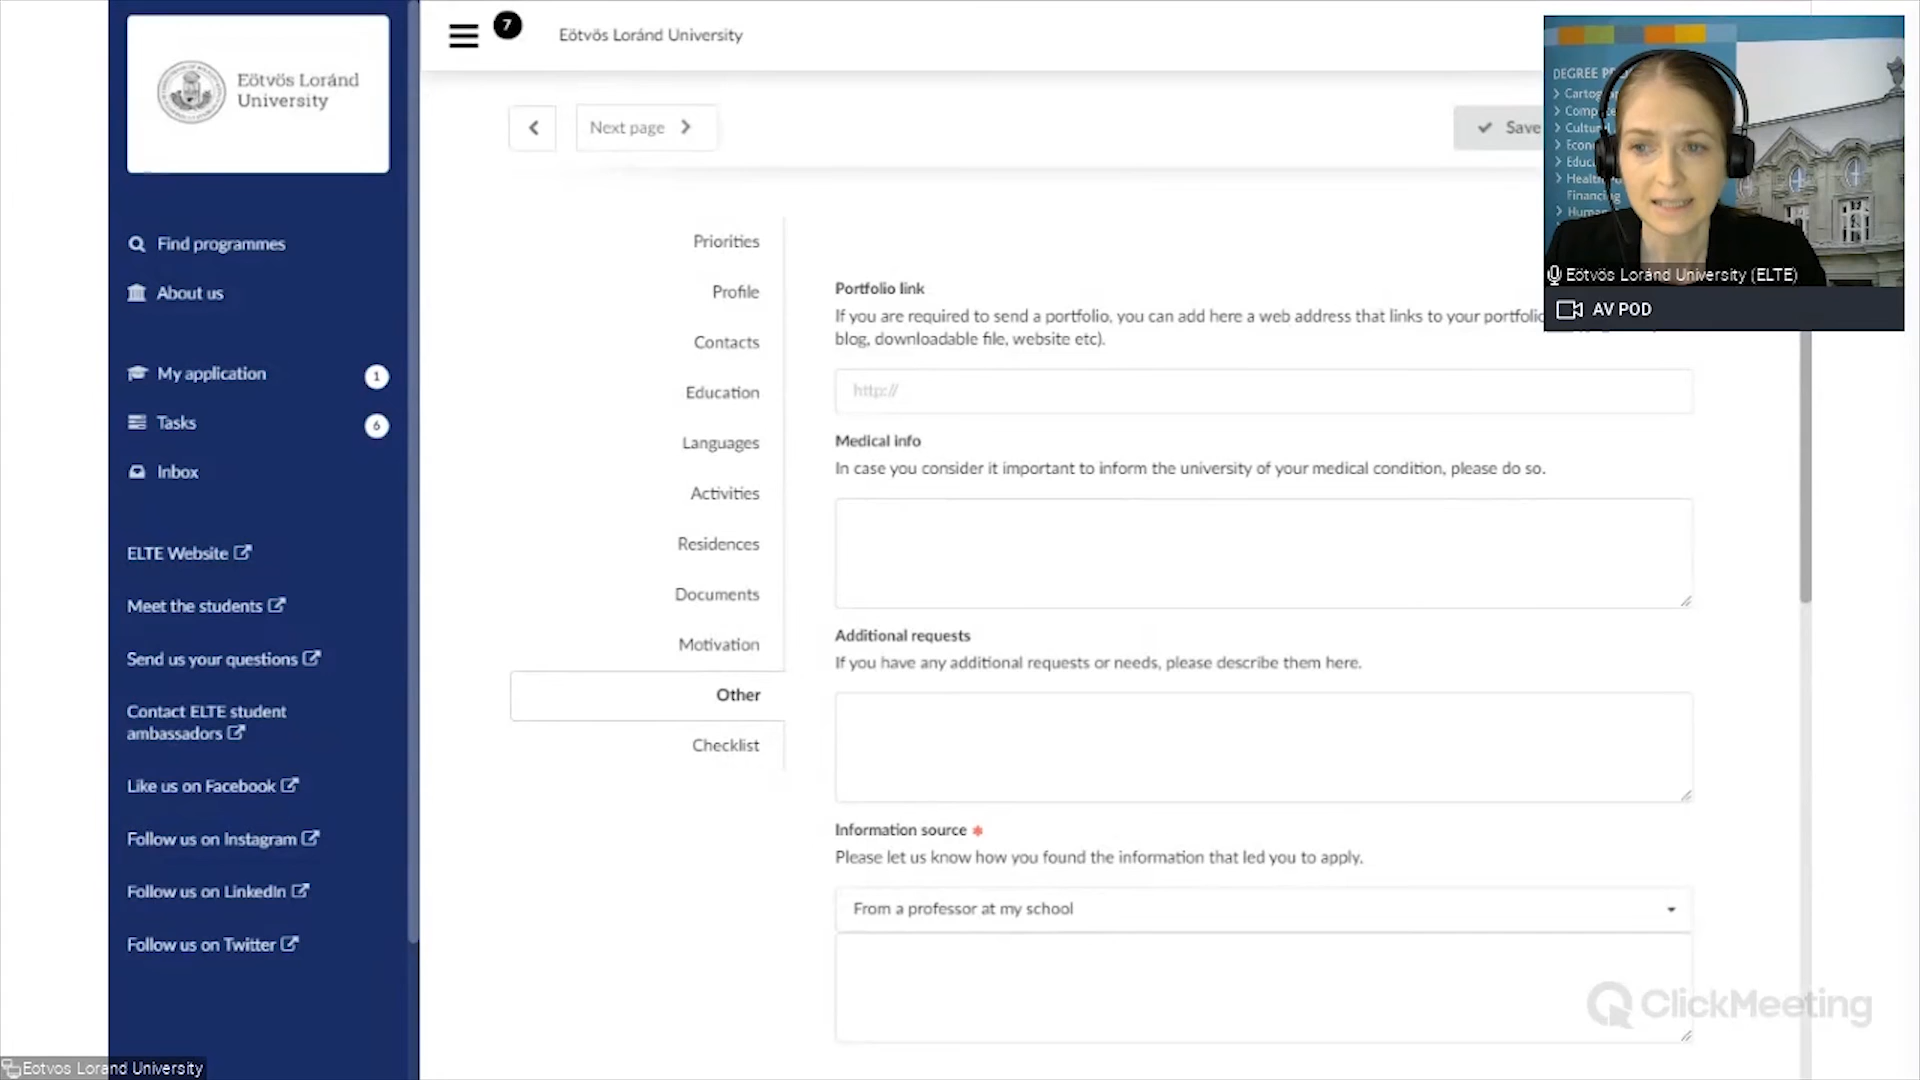 Eötvös Loránd
University
Find programmes
About us
My application 1
Tasks 6
Inbox
ELTE Website
Meet the students
Send us your questions
Contact ELTE student
ambassadors
Like us on Facebook
Follow us on Instagram
Follow us on LinkedIn
Follow us on Twitter
Eotvos Lorand University
7
Eötvös Loránd University
Next page
Save
Priorities
Profile
Contacts
Education
Languages
Activities
Residences
Documents
Motivation
Other
Checklist
Portfolio link
If you are required to send a portfolio, you can add here a web address that links to your portfolio
blog, downloadable file, website etc).
http://
Medical info
In case you consider it important to inform the university of your medical condition, please do so.
Additional requests
If you have any additional requests or needs, please describe them here.
Information source *
Please let us know how you found the information that led you to apply.
From a professor at my school
DEGREE
Financing
Eötvös Loránd University (ELTE)
AV POD
ClickMeeting